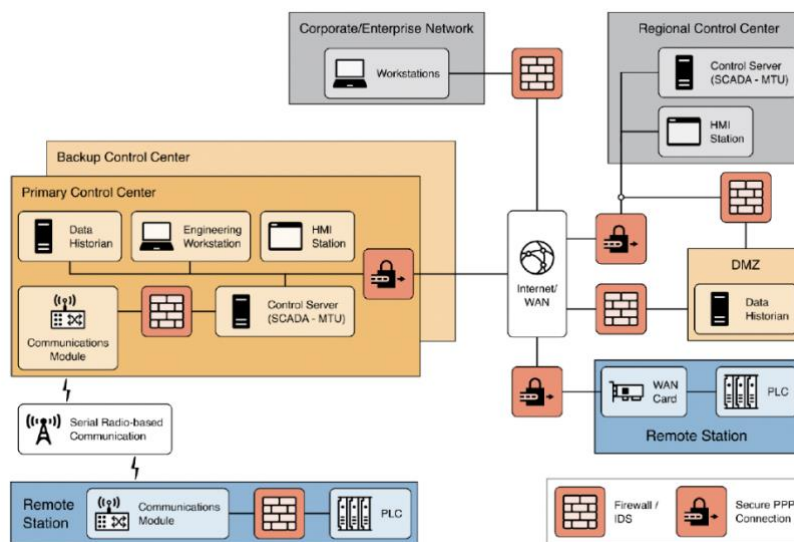 Corporate/Enterprise Network
Workstations
Regional Control Center
Control Server
(SCADA - MTU)
HMI
Station
Backup Control Center
Primary Control Center
Data
Historian
Engineering
Workstation
HMI
Station
Communications
Module
Control Server
(SCADA - MTU)
Internet/
WAN
DMZ
Data
Historian
WAN
Card
PLC
Remote Station
Serial Radio-based
Communication
Remote
Station
Communications
Module
PLC
Firewall /
IDS
Secure PPP
Connection